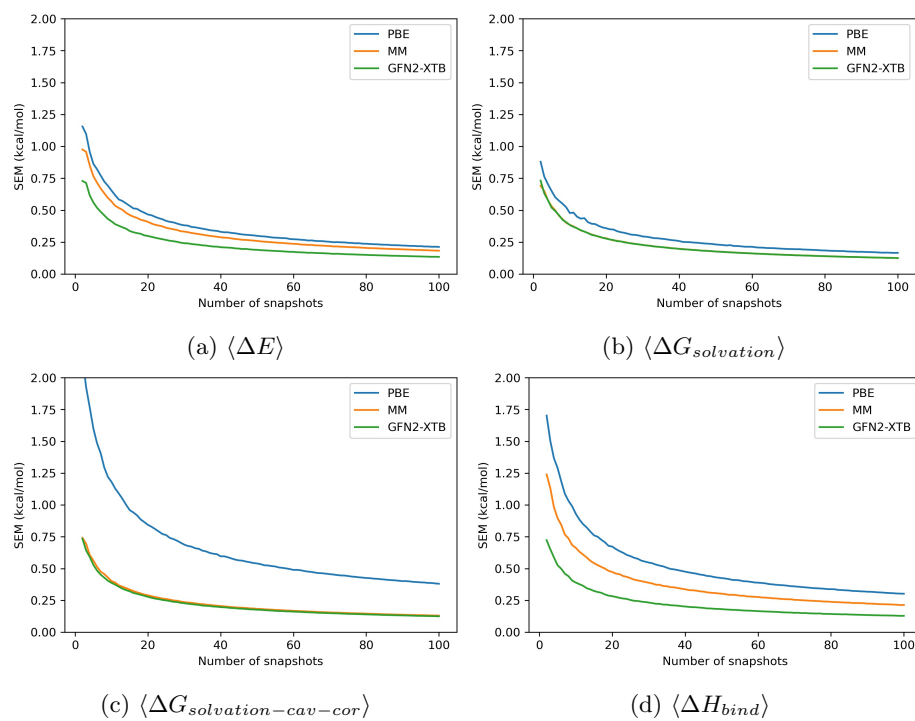 2.00
1.75
1.50
1.25
1.00
0.75
0.50
0.25
0.00
SEM (kcal/mol)
0 20 40 60 80 100
Number of snapshots
PBE
MM
GFN2-XTB
(a) ⟨ΔE⟩
2.00
1.75
1.50
1.25
1.00
0.75
0.50
0.25
0.00
SEM (kcal/mol)
0 20 40 60 80 100
Number of snapshots
PBE
MM
GFN2-XTB
(b) ⟨ΔG_{solvation}⟩
2.00
1.75
1.50
1.25
1.00
0.75
0.50
0.25
0.00
SEM (kcal/mol)
0 20 40 60 80 100
Number of snapshots
PBE
MM
GFN2-XTB
(c) ⟨ΔG_{solvation−cav−cor}⟩
2.00
1.75
1.50
1.25
1.00
0.75
0.50
0.25
0.00
SEM (kcal/mol)
0 20 40 60 80 100
Number of snapshots
PBE
MM
GFN2-XTB
(d) ⟨ΔH_{bind}⟩